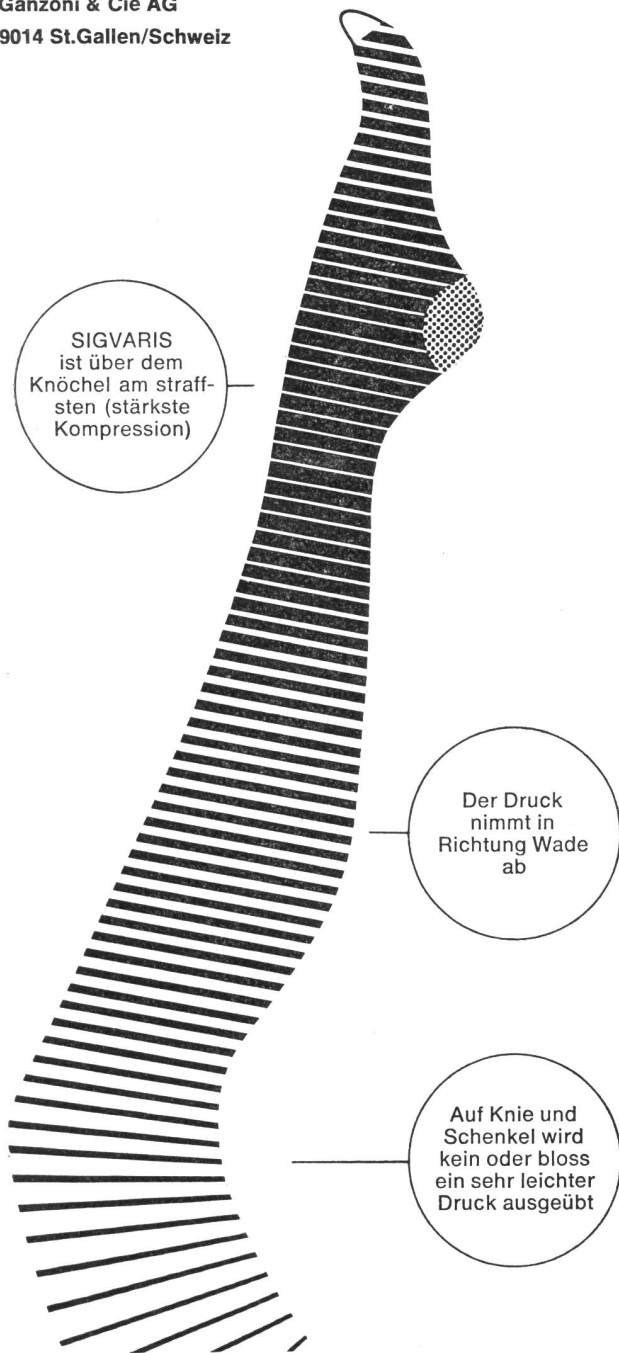 Ganzoni & Cie AG
9014 St.Gallen/Schweiz
SIGVARIS
ist über dem
Knöchel am straff-
sten (stärkste
Kompression)
Der Druck
nimmt in
Richtung Wade
ab
Auf Knie und
Schenkel wird
kein oder bloss
ein sehr leichter
Druck ausgeübt